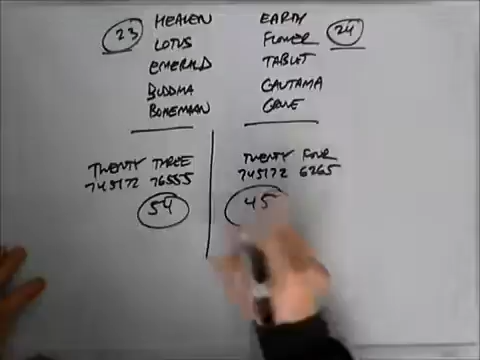 23
HEAVEN
LOTUS
EMERALD
BUDDHA
BOHEMIAN
EARTH
FLOWER
TABLET
GAUTAMA
GROVE
24
TWENTY THREE
745172 76555
54
TWENTY FOUR
745172 6265
45